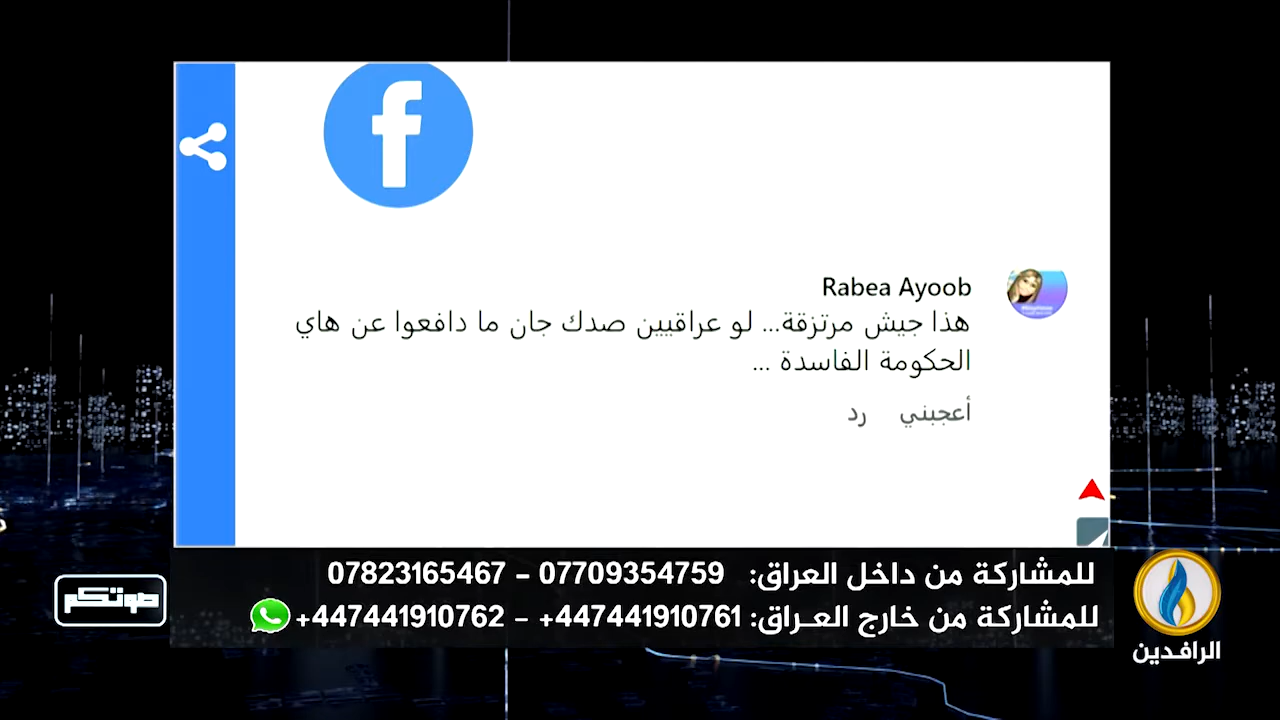 Rabea Ayoob
هذا جيش مرتزقة... لو عراقيين صدك جان ما دافعوا عن هاي
الحكومة الفاسدة ...
أعجبني رد
للمشاركة من داخل العراق: 07709354759 - 07823165467
للمشاركة من خارج العـراق: 447441910761+ - 447441910762+
صوتكم
الرافدين